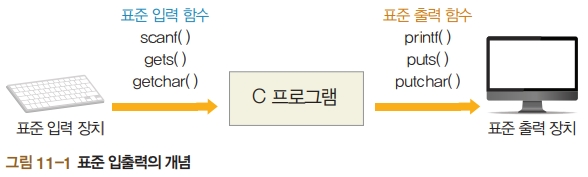 표준 입력 함수
scanf( )
gets( )
getchar( )
표준 입력 장치
C 프로그램
표준 출력 함수
printf( )
puts( )
putchar( )
표준 출력 장치
그림 11-1 표준 입출력의 개념